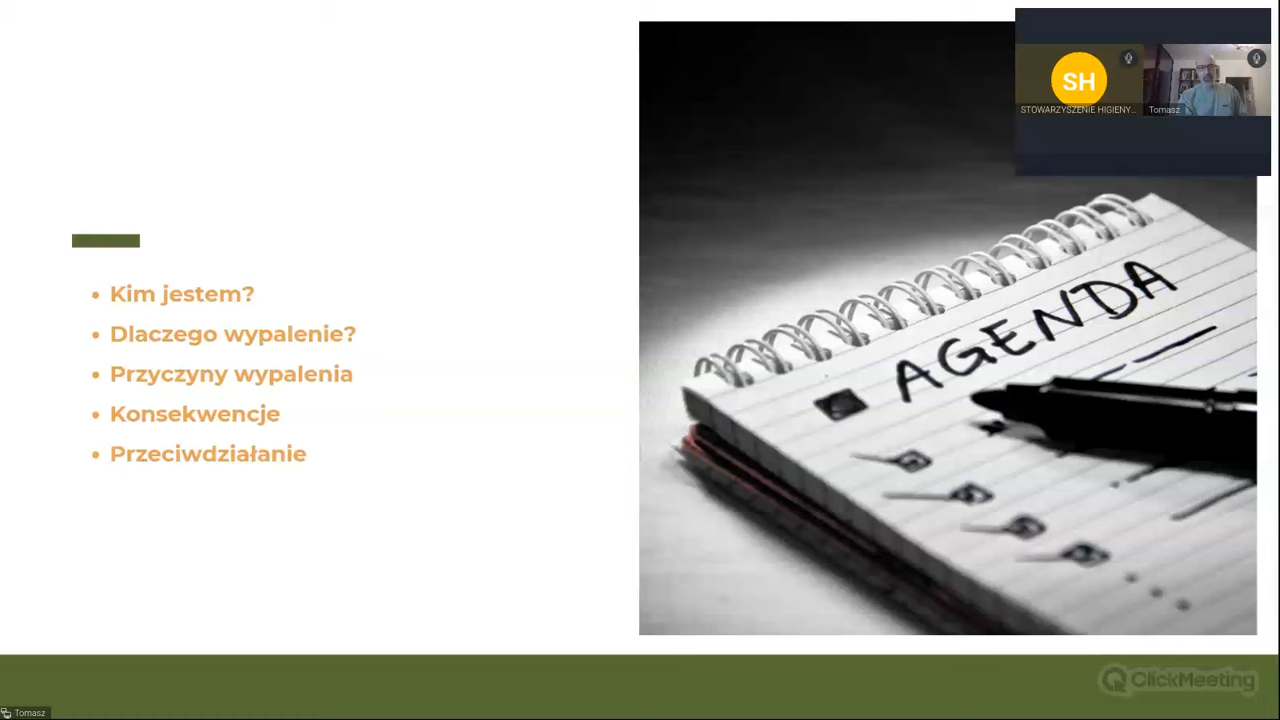 SH
STOWARZYSZENIE HIGIENY...
Tomasz
Kim jestem?
Dlaczego wypalenie?
Przyczyny wypalenia
Konsekwencje
Przeciwdziałanie
AGENDA
ClickMeeting
Tomasz